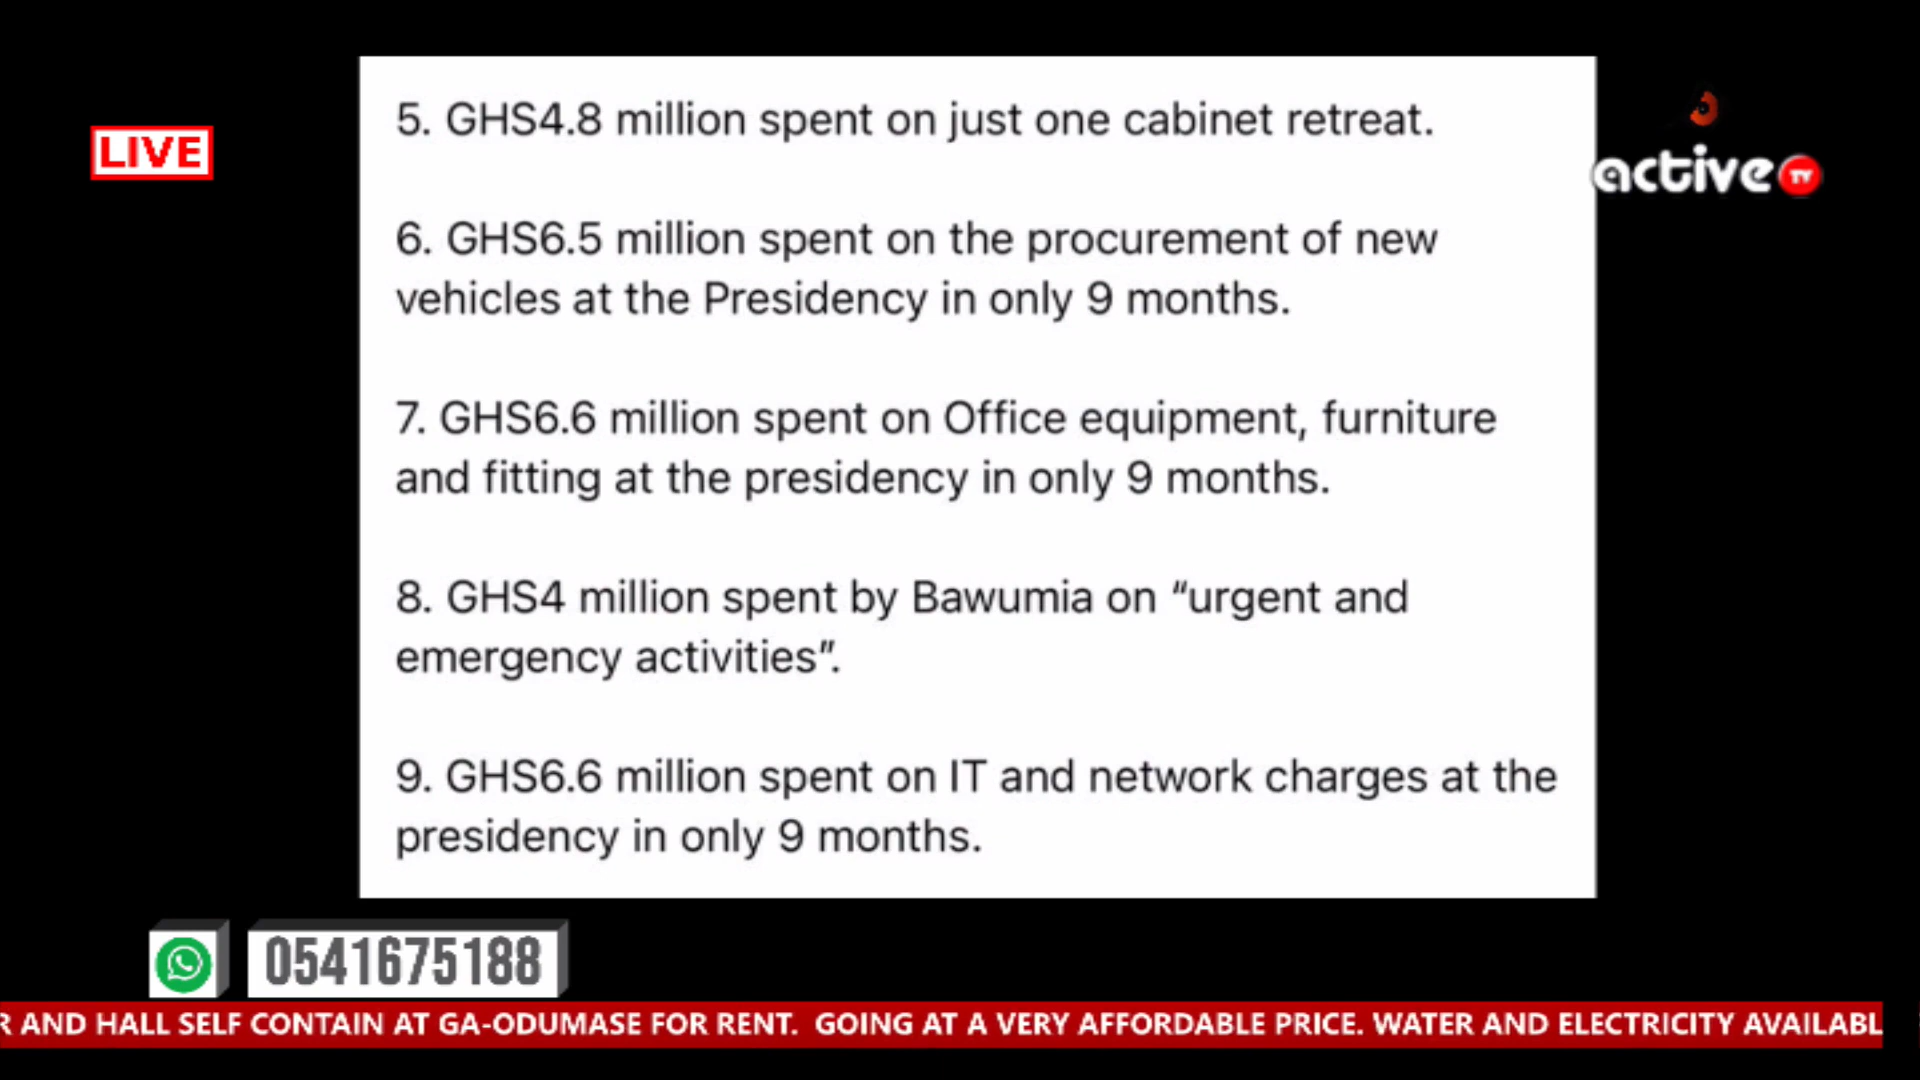 5. GHS4.8 million spent on just one cabinet retreat.
LIVE
active TV
6. GHS6.5 million spent on the procurement of new
vehicles at the Presidency in only 9 months.
7. GHS6.6 million spent on Office equipment, furniture
and fitting at the presidency in only 9 months.
8. GHS4 million spent by Bawumia on “urgent and
emergency activities”.
9. GHS6.6 million spent on IT and network charges at the
presidency in only 9 months.
0541675188
R AND HALL SELF CONTAIN AT GA-ODUMASE FOR RENT. GOING AT A VERY AFFORDABLE PRICE. WATER AND ELECTRICITY AVAILABL